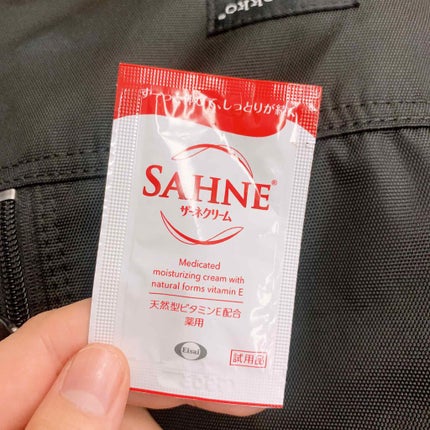 kko®
しっとりが続く
SAHNE®
ザーネクリーム
Medicated
moisturizing cream with
natural forms vitamin E
天然型ビタミンE配合
薬用
Eisai
試用品